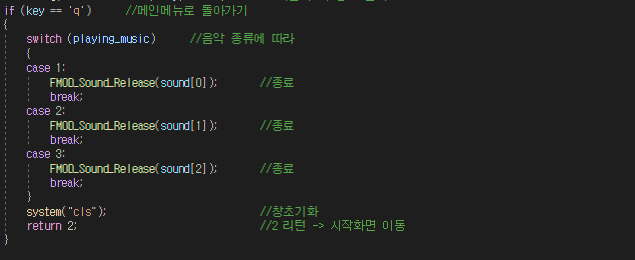 if (key == 'q')      //메인메뉴로 돌아가기
{
    switch (playing_music)     //음악 종류에 따라
    {
    case 1:
        FMOD_Sound_Release(sound[0]);      //종료
        break;
    case 2:
        FMOD_Sound_Release(sound[1]);      //종료
        break;
    case 3:
        FMOD_Sound_Release(sound[2]);      //종료
        break;
    }
    system("cls");                         //창초기화
    return 2;                              //2 리턴 -> 시작화면 이동
}